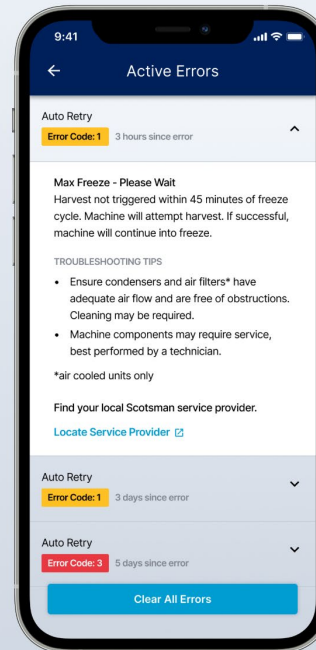 9:41
Active Errors
Auto Retry
Error Code: 1 3 hours since error
Max Freeze - Please Wait
Harvest not triggered within 45 minutes of freeze
cycle. Machine will attempt harvest. If successful,
machine will continue into freeze.
TROUBLESHOOTING TIPS
• Ensure condensers and air filters* have
adequate air flow and are free of obstructions.
Cleaning may be required.
• Machine components may require service,
best performed by a technician.
*air cooled units only
Find your local Scotsman service provider.
Locate Service Provider
Auto Retry
Error Code: 1 3 days since error
Auto Retry
Error Code: 3 5 days since error
Clear All Errors